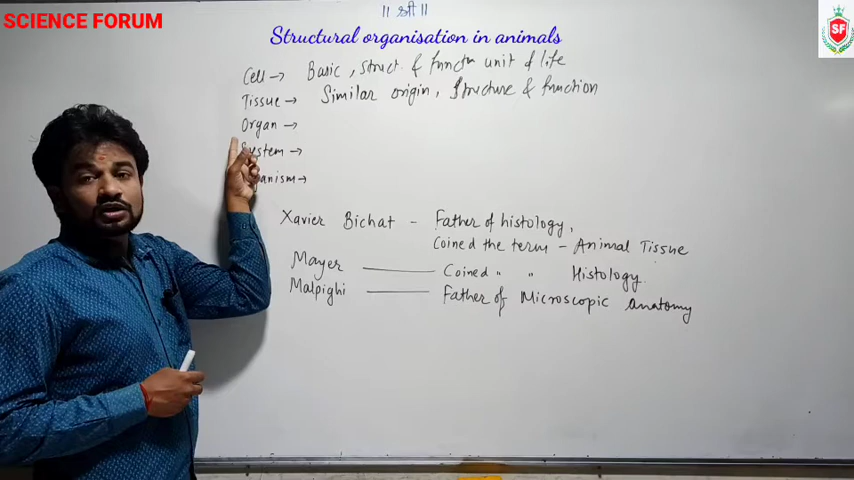 SCIENCE FORUM
|| श्री ||
SF
Structural organisation in animals
Cell → Basic, struct. & functn unit of life
Tissue → Similar origin, structure & function
Organ →
System →
anism →
Xavier Bichat - Father of histology,
Coined the term - Animal Tissue
Mayer — Coined " " Histology.
Malpighi — Father of Microscopic anatomy